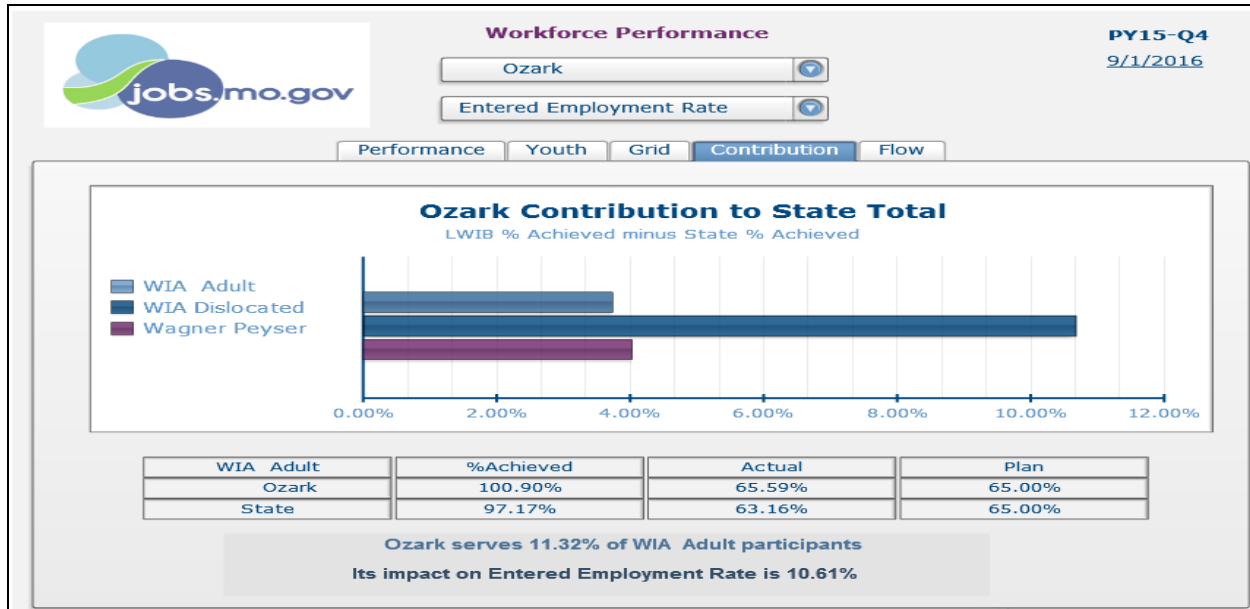 Workforce Performance
PY15-Q4
jobs.mo.gov
Ozark
9/1/2016
Entered Employment Rate
Performance Youth Grid Contribution Flow
Ozark Contribution to State Total
LWIB % Achieved minus State % Achieved
WIA Adult
WIA Dislocated
Wagner Peyser
0.00% 2.00% 4.00% 6.00% 8.00% 10.00% 12.00%
WIA Adult %Achieved Actual Plan
Ozark 100.90% 65.59% 65.00%
State 97.17% 63.16% 65.00%
Ozark serves 11.32% of WIA Adult participants
Its impact on Entered Employment Rate is 10.61%